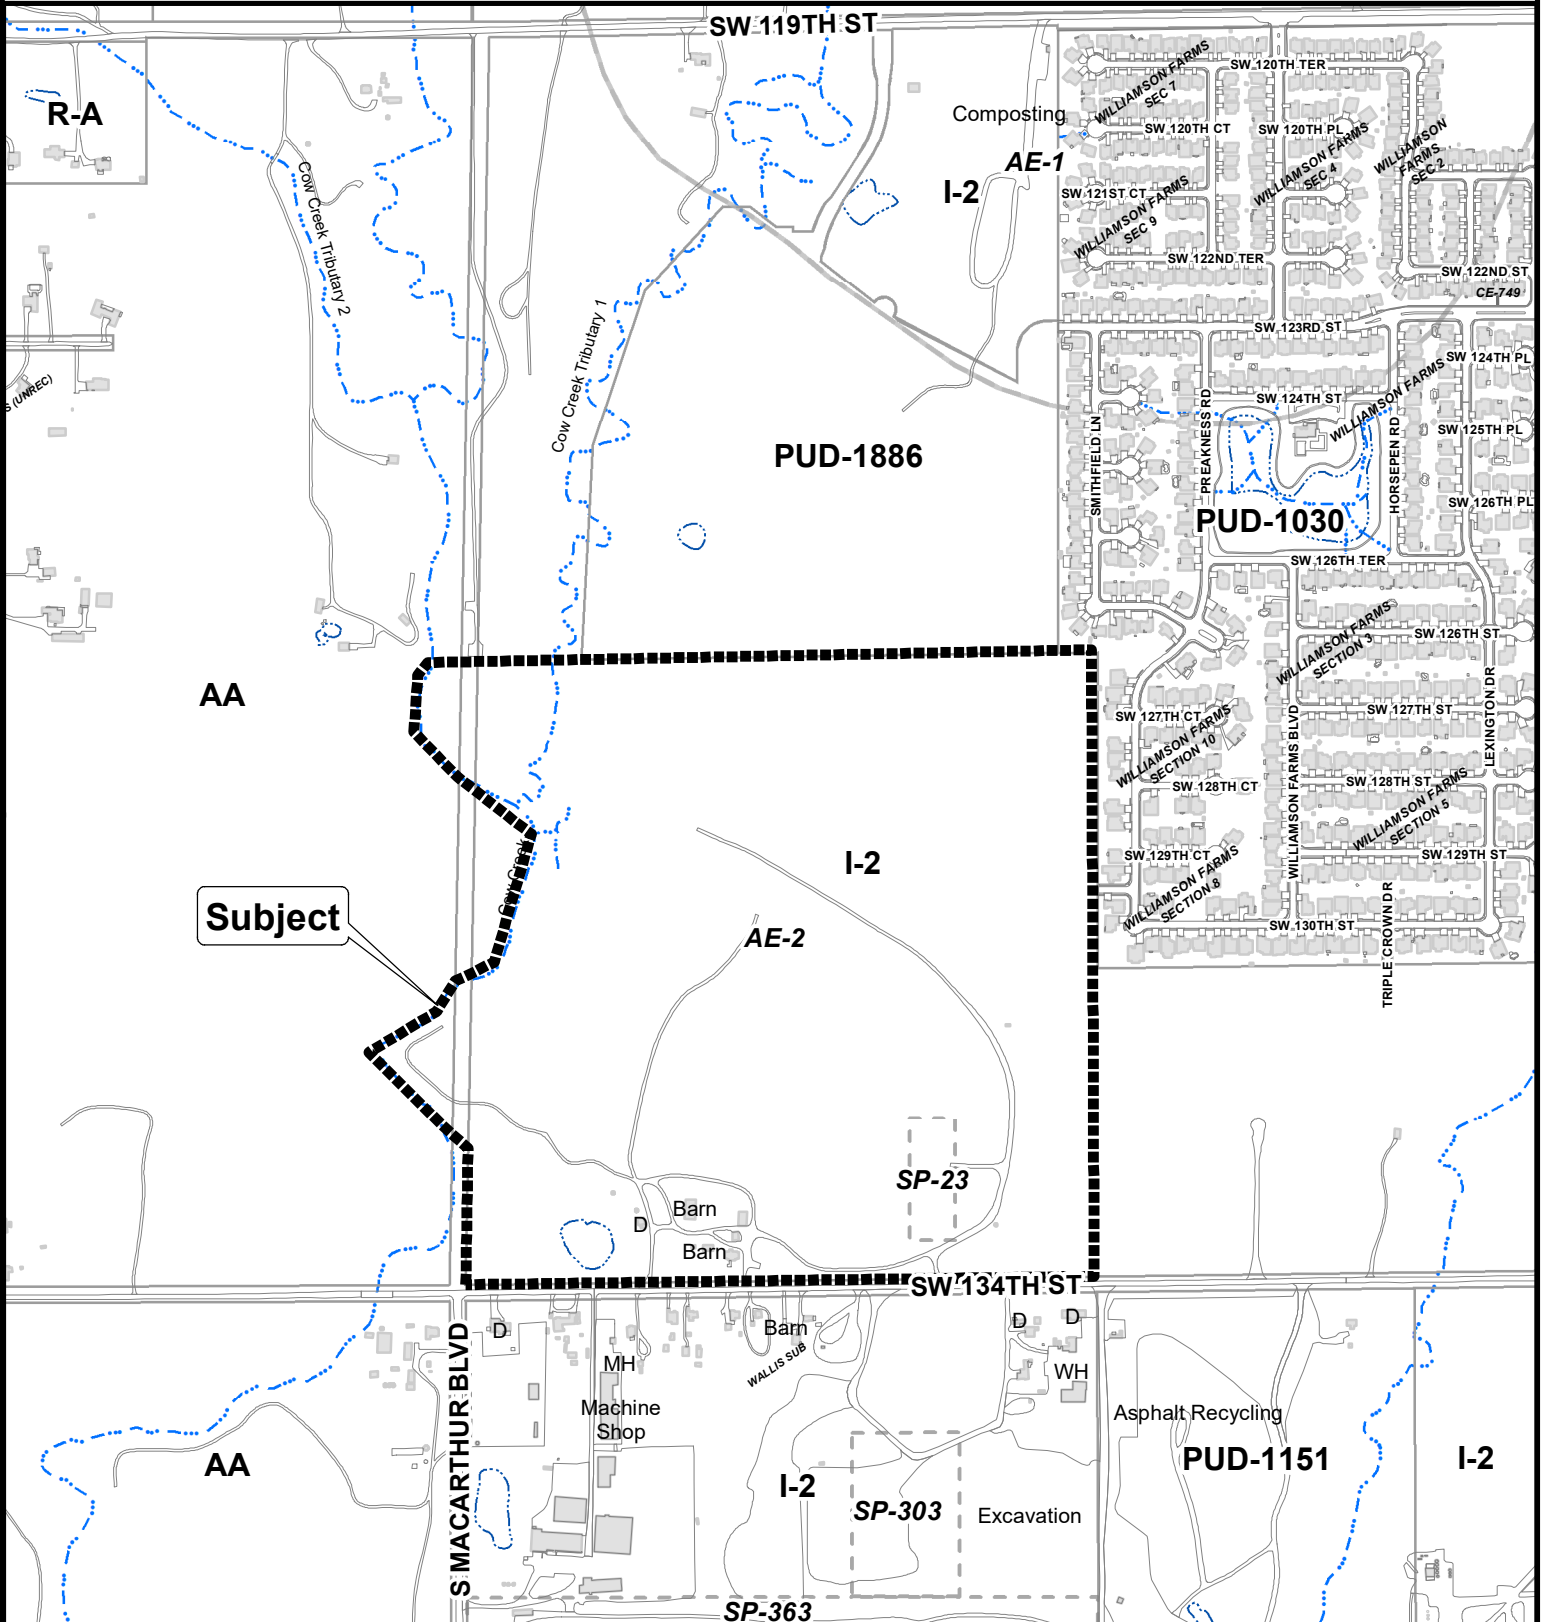 SW 119TH ST
R-A
Composting
AE-1
I-2
WILLIAMSON FARMS
SEC 7
SW 120TH TER
SW 120TH CT
SW 120TH PL
WILLIAMSON FARMS
SEC 4
WILLIAMSON
FARMS
SEC 2
SW 121ST CT
WILLIAMSON FARMS
SEC 9
SW 122ND TER
SW 122ND ST
CE-749
Cow Creek Tributary 2
Cow Creek Tributary 1
SW 123RD ST
SW 124TH PL
S (UNREC)
SW 124TH ST
WILLIAMSON FARMS
SW 125TH PL
SMITHFIELD LN
PREAKNESS RD
HORSEPEN RD
PUD-1886
SW 126TH PL
PUD-1030
SW 126TH TER
WILLIAMSON FARMS
SECTION 3
SW 126TH ST
AA
SW 127TH CT
WILLIAMSON FARMS
SECTION 10
SW 127TH ST
WILLIAMSON FARMS BLVD
LEXINGTON DR
SW 128TH CT
SW 128TH ST
WILLIAMSON FARMS
SECTION 5
I-2
Cow Creek
SW 129TH CT
SW 129TH ST
WILLIAMSON FARMS
SECTION 8
Subject
AE-2
SW 130TH ST
TRIPLE CROWN DR
SP-23
Barn
D
Barn
SW 134TH ST
S MACARTHUR BLVD
D
Barn
D
D
MH
WALLIS SUB
WH
Machine
Shop
Asphalt Recycling
AA
I-2
PUD-1151
I-2
SP-303
Excavation
SP-363